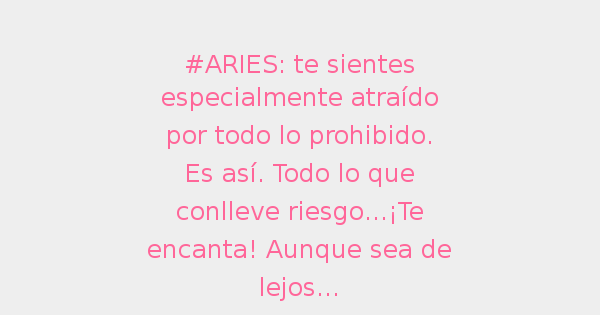 #ARIES: te sientes
especialmente atraído
por todo lo prohibido.
Es así. Todo lo que
conlleve riesgo...¡Te
encanta! Aunque sea de
lejos...